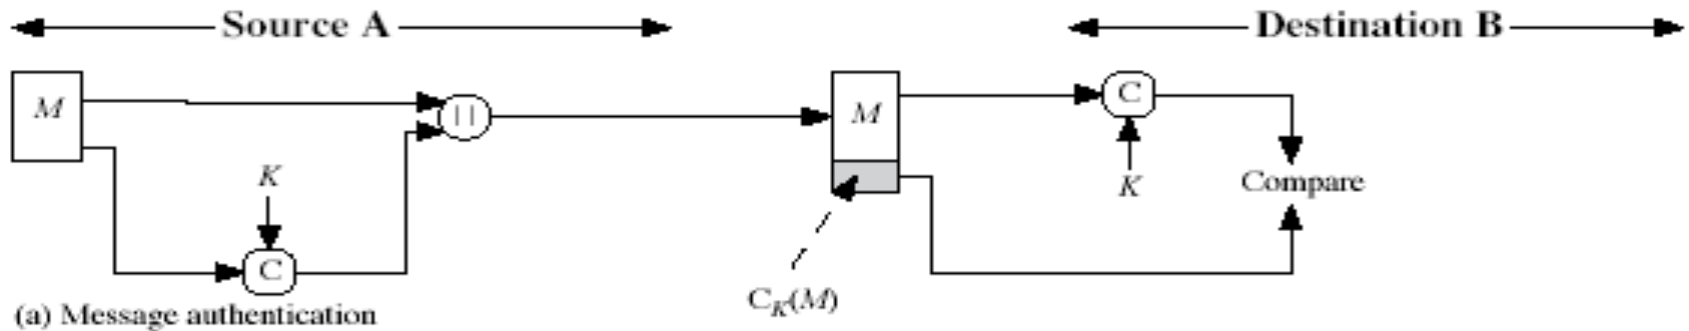 Source A
Destination B
M
||
M
C
K
K
Compare
C
C_K(M)
(a) Message authentication